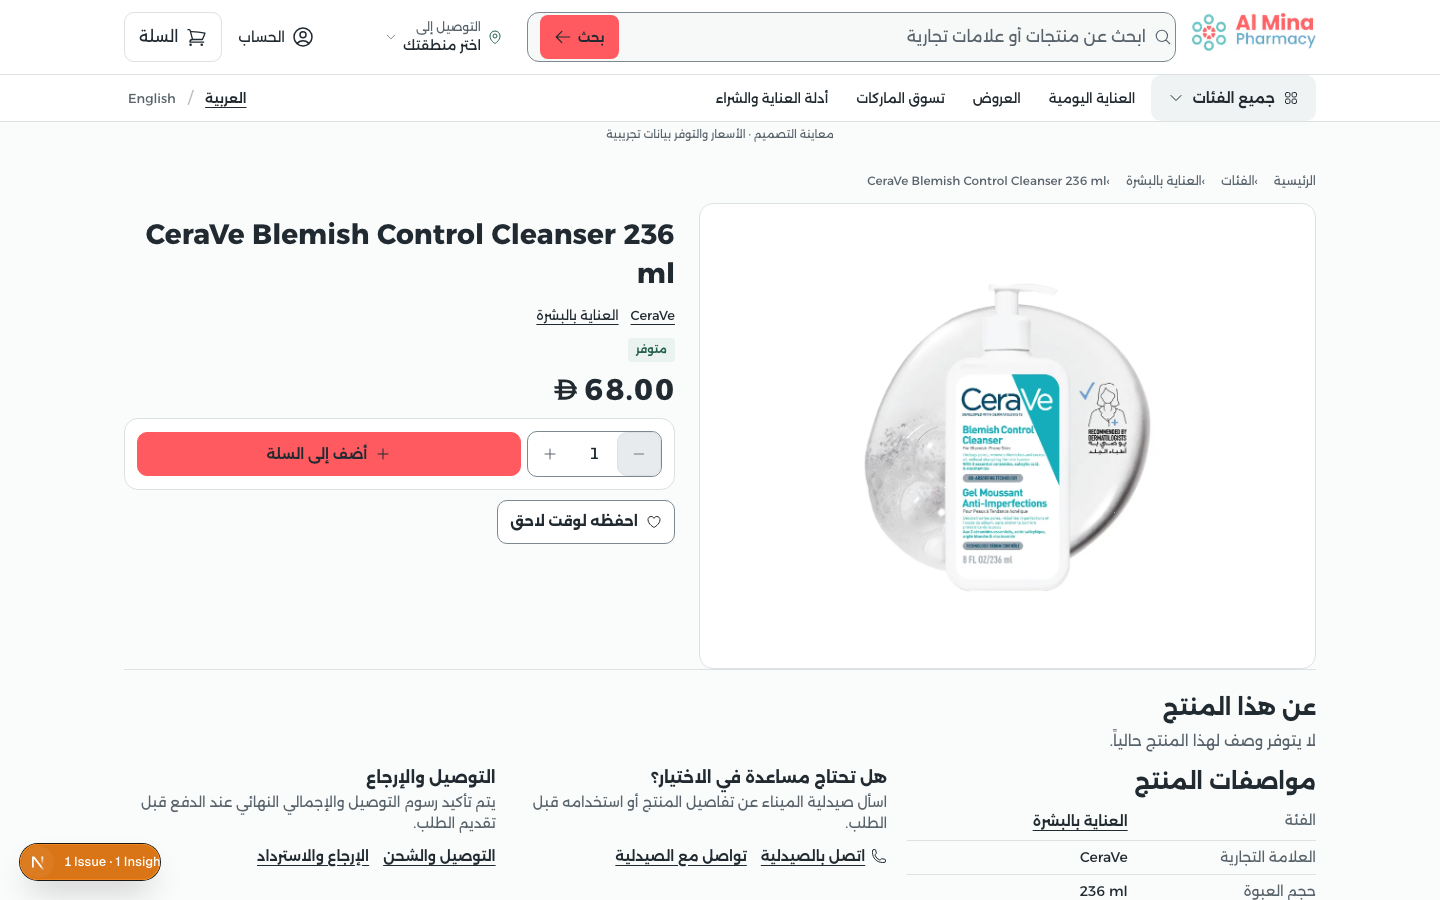 Al Mina
Pharmacy
ابحث عن منتجات أو علامات تجارية
بحث
التوصيل إلى
اختر منطقتك
الحساب
السلة
جميع الفئات
العناية اليومية
العروض
تسوق الماركات
أدلة العناية والشراء
العربية / English
معاينة التصميم · الأسعار والتوفر بيانات تجريبية
الرئيسية
›الفئات
›العناية بالبشرة
›CeraVe Blemish Control Cleanser 236 ml
CeraVe Blemish Control Cleanser 236
ml
CeraVe العناية بالبشرة
متوفر
68.00
1
أضف إلى السلة
احفظه لوقت لاحق
CeraVe
DEVELOPED WITH DERMATOLOGISTS
Blemish Control
Cleanser
Gel Moussant
Anti-Imperfections
8 FL OZ/236 ml
RECOMMENDED BY
DERMATOLOGISTS
يوصي به
أطباء الجلد
عن هذا المنتج
لا يتوفر وصف لهذا المنتج حالياً.
مواصفات المنتج
الفئة
العناية بالبشرة
العلامة التجارية
CeraVe
حجم العبوة
236 ml
هل تحتاج مساعدة في الاختيار؟
اسأل صيدلية الميناء عن تفاصيل المنتج أو استخدامه قبل
الطلب.
اتصل بالصيدلية
تواصل مع الصيدلية
التوصيل والإرجاع
يتم تأكيد رسوم التوصيل والإجمالي النهائي عند الدفع قبل
تقديم الطلب.
التوصيل والشحن
الإرجاع والاسترداد
N
1 Issue · 1 Insigh